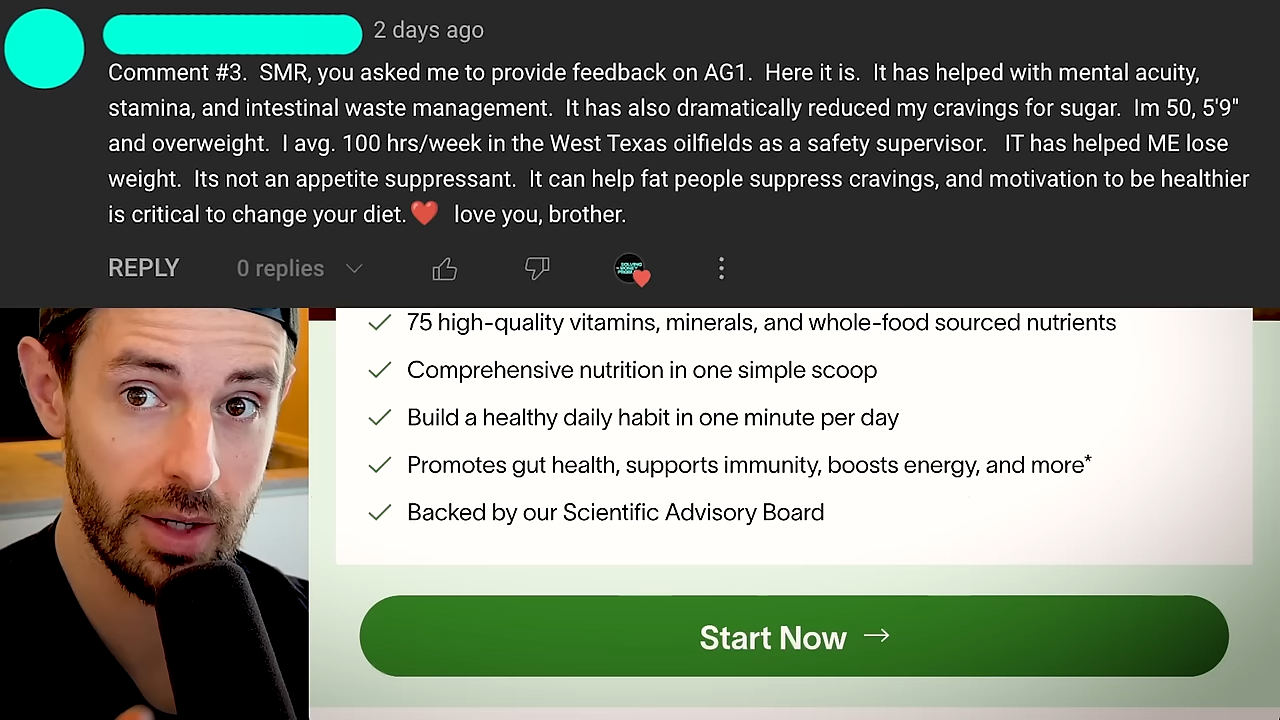 2 days ago
Comment #3.  SMR, you asked me to provide feedback on AG1.  Here it is.  It has helped with mental acuity,
stamina, and intestinal waste management.  It has also dramatically reduced my cravings for sugar.  Im 50, 5'9"
and overweight.  I avg. 100 hrs/week in the West Texas oilfields as a safety supervisor.   IT has helped ME lose
weight.  Its not an appetite suppressant.  It can help fat people suppress cravings, and motivation to be healthier
is critical to change your diet.❤️  love you, brother.
REPLY 0 replies
75 high-quality vitamins, minerals, and whole-food sourced nutrients
Comprehensive nutrition in one simple scoop
Build a healthy daily habit in one minute per day
Promotes gut health, supports immunity, boosts energy, and more*
Backed by our Scientific Advisory Board
Start Now →